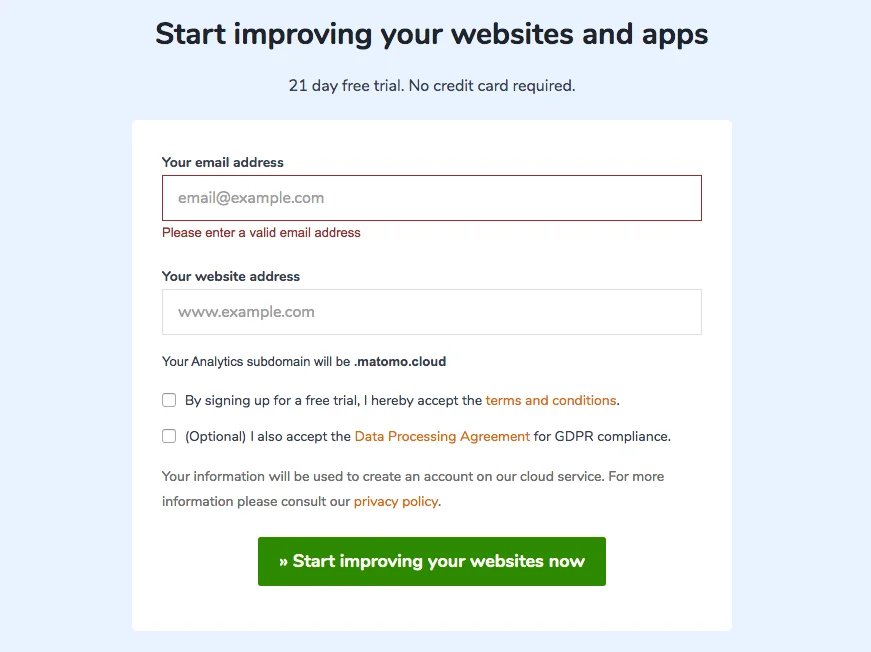 Start improving your websites and apps
21 day free trial. No credit card required.
Your email address
email@example.com
Please enter a valid email address
Your website address
www.example.com
Your Analytics subdomain will be .matomo.cloud
By signing up for a free trial, I hereby accept the terms and conditions.
(Optional) I also accept the Data Processing Agreement for GDPR compliance.
Your information will be used to create an account on our cloud service. For more
information please consult our privacy policy.
» Start improving your websites now